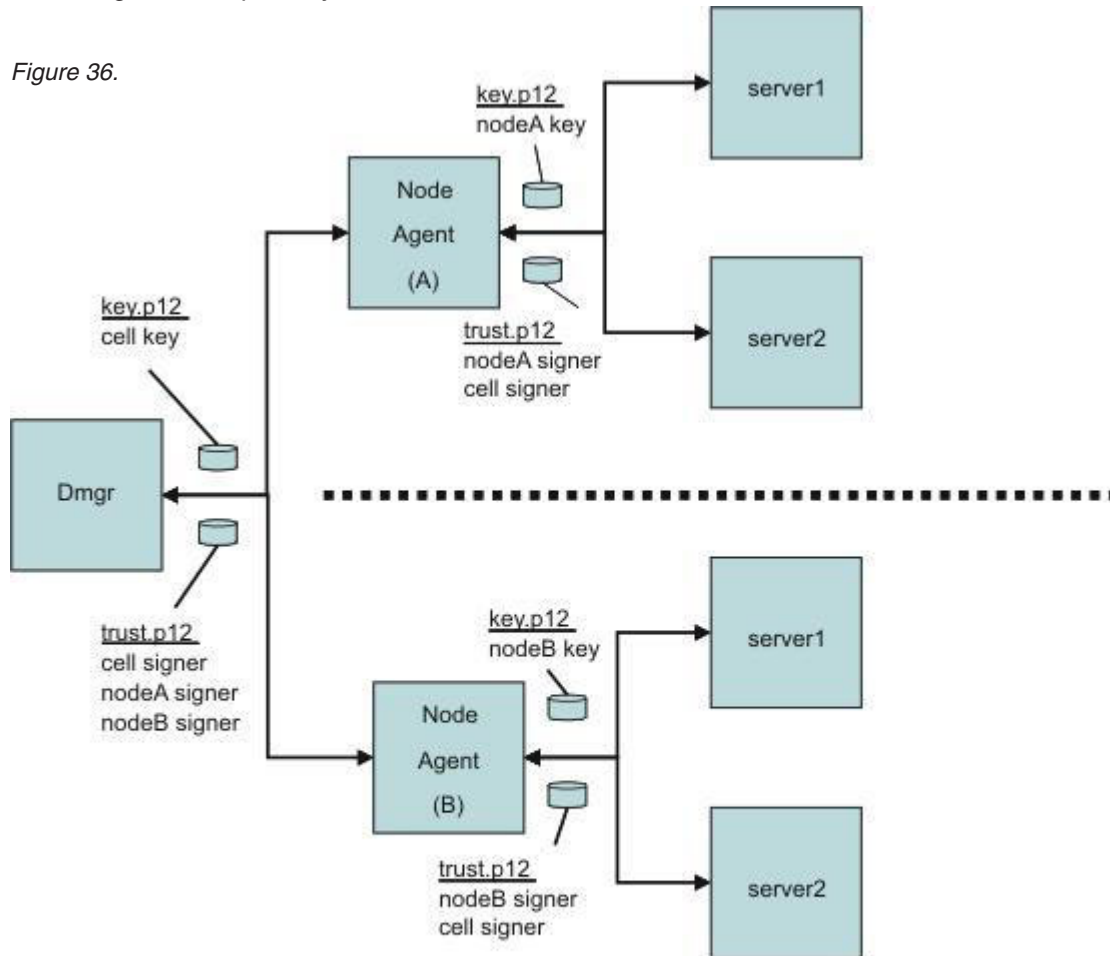 Figure 36.
server1
key.p12
nodeA key
Node
Agent
(A)
trust.p12
nodeA signer
cell signer
server2
key.p12
cell key
Dmgr
trust.p12
cell signer
nodeA signer
nodeB signer
key.p12
nodeB key
server1
Node
Agent
(B)
trust.p12
nodeB signer
cell signer
server2